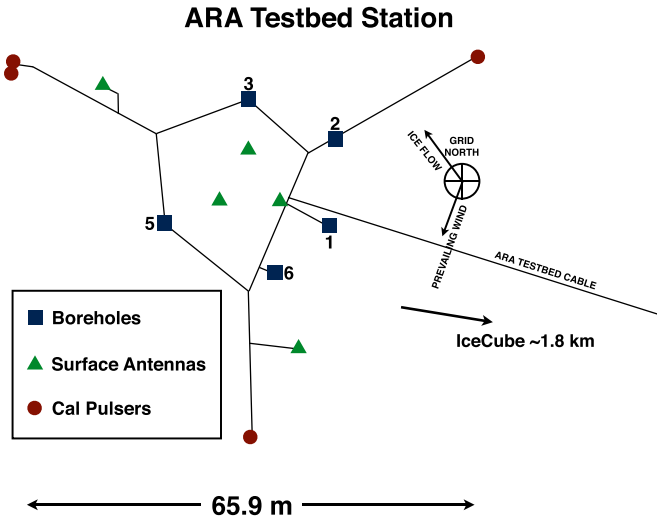 ARA Testbed Station
3
2
GRID
NORTH
ICE FLOW
5
1
PREVAILING WIND
6
ARA TESTBED CABLE
Boreholes
Surface Antennas
Cal Pulsers
IceCube ~1.8 km
65.9 m